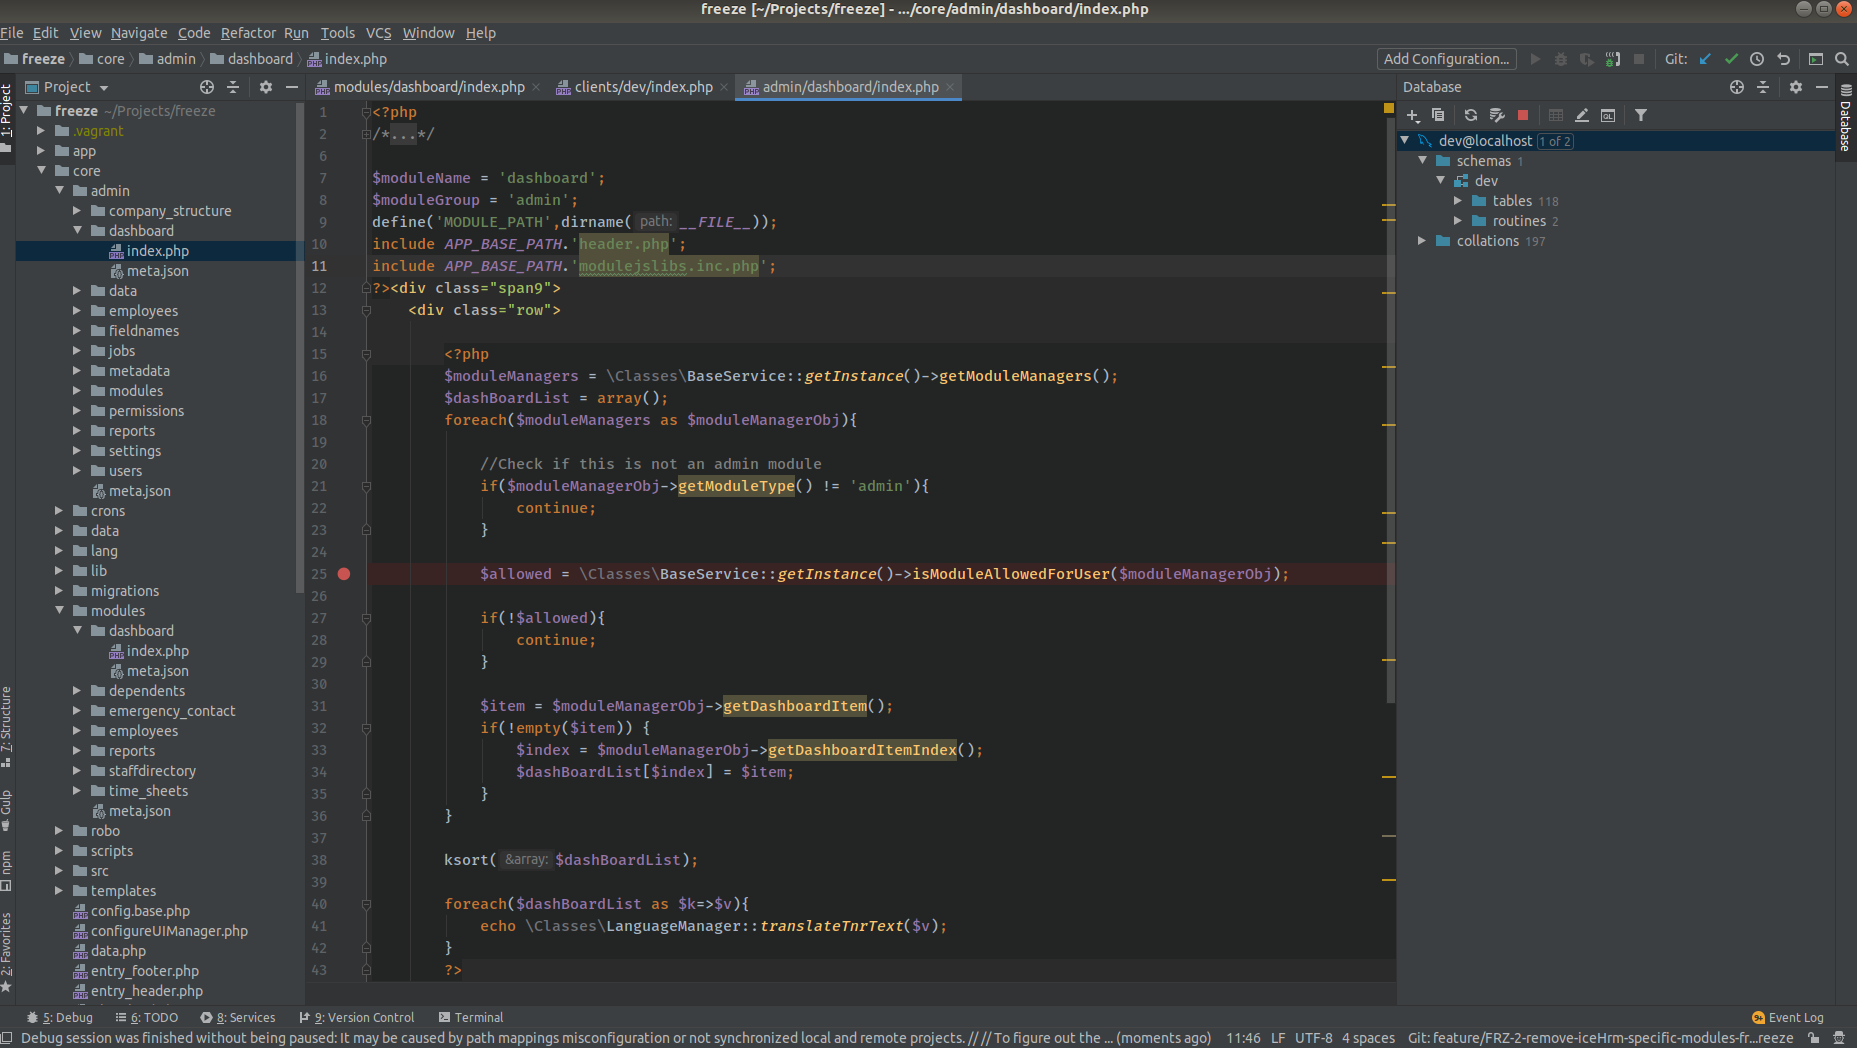 freeze [~/Projects/freeze] - .../core/admin/dashboard/index.php
File Edit View Navigate Code Refactor Run Tools VCS Window Help
freeze core admin dashboard index.php Add Configuration... Git:
1: Project
Project
freeze ~/Projects/freeze
.vagrant
app
core
admin
company_structure
dashboard
index.php
meta.json
data
employees
fieldnames
jobs
metadata
modules
permissions
reports
settings
users
meta.json
crons
data
lang
lib
migrations
modules
dashboard
index.php
meta.json
dependents
emergency_contact
employees
reports
staffdirectory
time_sheets
meta.json
robo
scripts
src
templates
config.base.php
configureUIManager.php
data.php
entry_footer.php
entry_header.php
7: Structure
Gulp
npm
2: Favorites
modules/dashboard/index.php clients/dev/index.php admin/dashboard/index.php
1 <?php
2 /*...*/
6
7 $moduleName = 'dashboard';
8 $moduleGroup = 'admin';
9 define('MODULE_PATH',dirname( path: __FILE__));
10 include APP_BASE_PATH.'header.php';
11 include APP_BASE_PATH.'modulejslibs.inc.php';
12 ?><div class="span9">
13 <div class="row">
14
15 <?php
16 $moduleManagers = \Classes\BaseService::getInstance()->getModuleManagers();
17 $dashBoardList = array();
18 foreach($moduleManagers as $moduleManagerObj){
19
20 //Check if this is not an admin module
21 if($moduleManagerObj->getModuleType() != 'admin'){
22 continue;
23 }
24
25 $allowed = \Classes\BaseService::getInstance()->isModuleAllowedForUser($moduleManagerObj);
26
27 if(!$allowed){
28 continue;
29 }
30
31 $item = $moduleManagerObj->getDashboardItem();
32 if(!empty($item)) {
33 $index = $moduleManagerObj->getDashboardItemIndex();
34 $dashBoardList[$index] = $item;
35 }
36 }
37
38 ksort( &array: $dashBoardList);
39
40 foreach($dashBoardList as $k=>$v){
41 echo \Classes\LanguageManager::translateTnrText($v);
42 }
43 ?>
Database
QL
dev@localhost 1 of 2
schemas 1
dev
tables 118
routines 2
collations 197
Database
5: Debug 6: TODO 8: Services 9: Version Control Terminal 9+ Event Log
Debug session was finished without being paused: It may be caused by path mappings misconfiguration or not synchronized local and remote projects. // // To figure out the ... (moments ago) 11:46 LF UTF-8 4 spaces Git: feature/FRZ-2-remove-iceHrm-specific-modules-fr...reeze